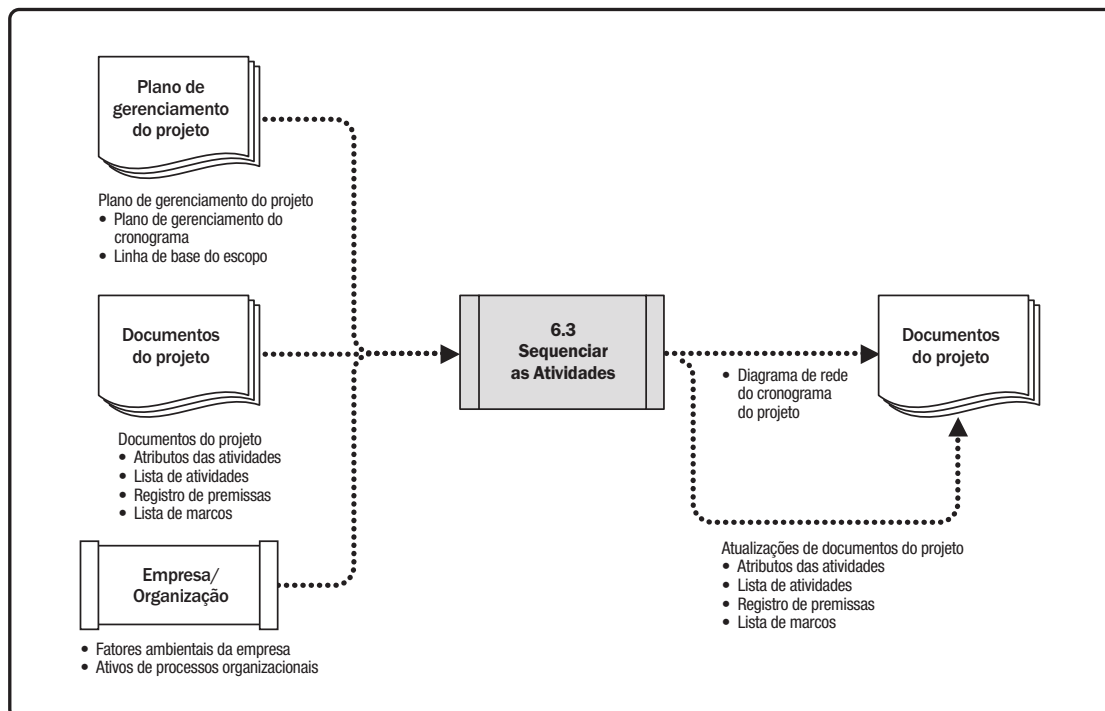 Plano de
gerenciamento
do projeto
Plano de gerenciamento do projeto
• Plano de gerenciamento do
cronograma
• Linha de base do escopo
Documentos
do projeto
Documentos do projeto
• Atributos das atividades
• Lista de atividades
• Registro de premissas
• Lista de marcos
Empresa/
Organização
• Fatores ambientais da empresa
• Ativos de processos organizacionais
6.3
Sequenciar
as Atividades
• Diagrama de rede
do cronograma
do projeto
Documentos
do projeto
Atualizações de documentos do projeto
• Atributos das atividades
• Lista de atividades
• Registro de premissas
• Lista de marcos